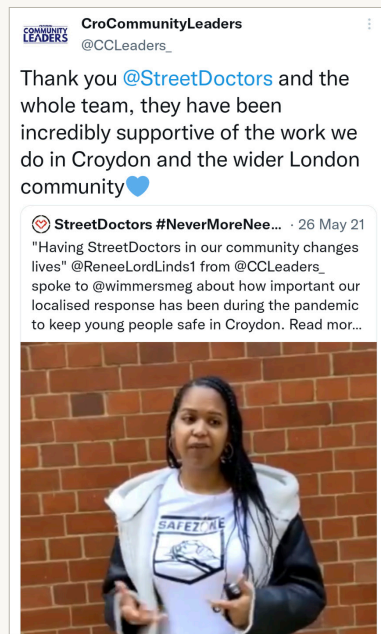 CroCommunityLeaders
COMMUNITY
LEADERS
@CCLeaders_
Thank you @StreetDoctors and the
whole team, they have been
incredibly supportive of the work we
do in Croydon and the wider London
community💙
StreetDoctors #NeverMoreNee... · 26 May 21
"Having StreetDoctors in our community changes
lives" @ReneeLordLinds1 from @CCLeaders_
spoke to @wimmersmeg about how important our
localised response has been during the pandemic
to keep young people safe in Croydon. Read mor...
SAFEZONE